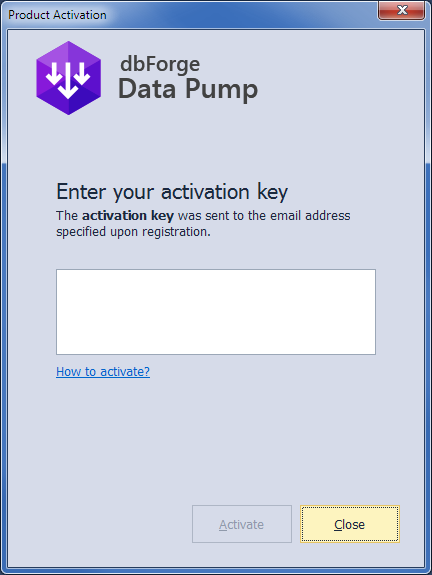 Product Activation
dbForge
Data Pump
Enter your activation key
The activation key was sent to the email address
specified upon registration.
How to activate?
Activate
Close